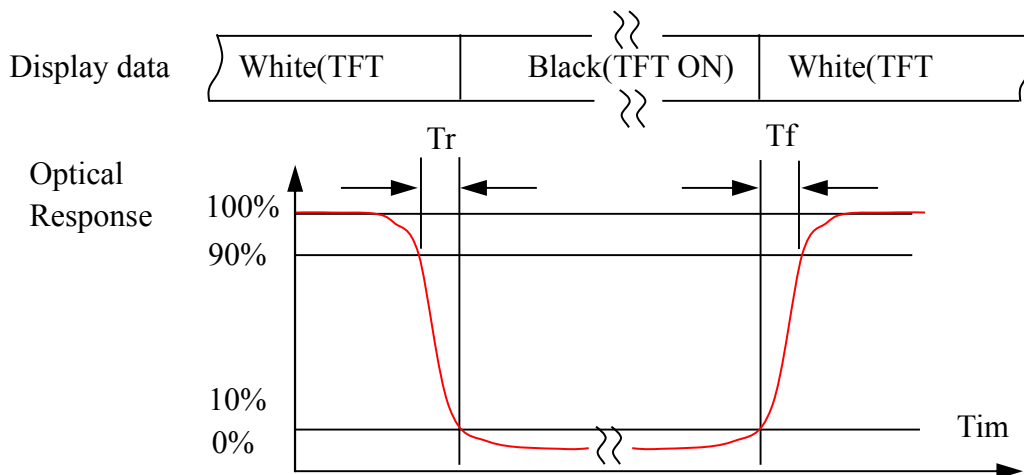 Display data White(TFT Black(TFT ON) White(TFT
Tr Tf
Optical
Response
100%
90%
10%
0%
Tim